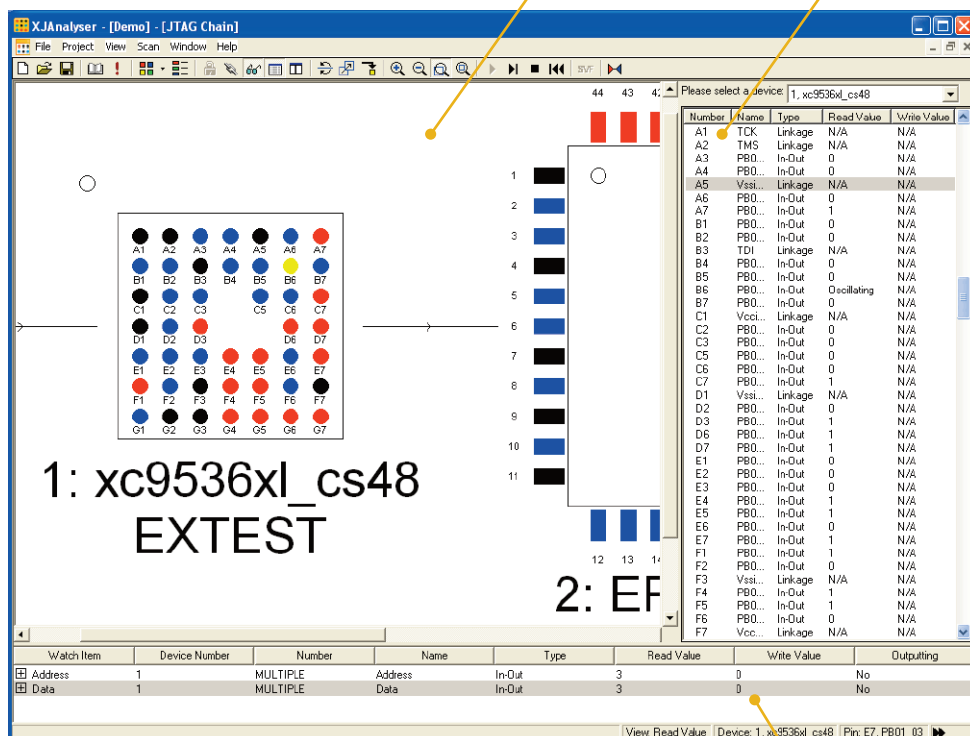 XJAnalyser - [Demo] - [JTAG Chain]
File Project View Scan Window Help
SVF
44 43 42
1
2
3
4
5
6
7
8
9
10
11
A1 A2 A3 A4 A5 A6 A7
B1 B2 B3 B4 B5 B6 B7
C1 C2 C3 C5 C6 C7
D1 D2 D3 D6 D7
E1 E2 E3 E4 E5 E6 E7
F1 F2 F3 F4 F5 F6 F7
G1 G2 G3 G4 G5 G6 G7
1: xc9536xl_cs48
EXTEST
12 13 14
2: EF
Please select a device: 1, xc9536xl_cs48
Number Name Type Read Value Write Value
A1 TCK Linkage N/A N/A
A2 TMS Linkage N/A N/A
A3 PB0... In-Out 0 N/A
A4 PB0... In-Out 0 N/A
A5 Vssi... Linkage N/A N/A
A6 PB0... In-Out 0 N/A
A7 PB0... In-Out 1 N/A
B1 PB0... In-Out 0 N/A
B2 PB0... In-Out 0 N/A
B3 TDI Linkage N/A N/A
B4 PB0... In-Out 0 N/A
B5 PB0... In-Out 0 N/A
B6 PB0... In-Out Oscillating N/A
B7 PB0... In-Out 0 N/A
C1 Vcci... Linkage N/A N/A
C2 PB0... In-Out 0 N/A
C3 PB0... In-Out 0 N/A
C5 PB0... In-Out 0 N/A
C6 PB0... In-Out 0 N/A
C7 PB0... In-Out 1 N/A
D1 Vssi... Linkage N/A N/A
D2 PB0... In-Out 0 N/A
D3 PB0... In-Out 1 N/A
D6 PB0... In-Out 1 N/A
D7 PB0... In-Out 1 N/A
E1 PB0... In-Out 0 N/A
E2 PB0... In-Out 0 N/A
E3 PB0... In-Out 0 N/A
E4 PB0... In-Out 1 N/A
E5 PB0... In-Out 1 N/A
E6 PB0... In-Out 0 N/A
E7 PB0... In-Out 1 N/A
F1 PB0... In-Out 1 N/A
F2 PB0... In-Out 0 N/A
F3 Vssi... Linkage N/A N/A
F4 PB0... In-Out 1 N/A
F5 PB0... In-Out 1 N/A
F6 PB0... In-Out 0 N/A
F7 Vcc... Linkage N/A N/A
Watch Item Device Number Number Name Type Read Value Write Value Outputting
Address 1 MULTIPLE Address In-Out 3 0 No
Data 1 MULTIPLE Data In-Out 3 0 No
View: Read Value Device: 1, xc9536xl_cs48 Pin: E7, PB01_03